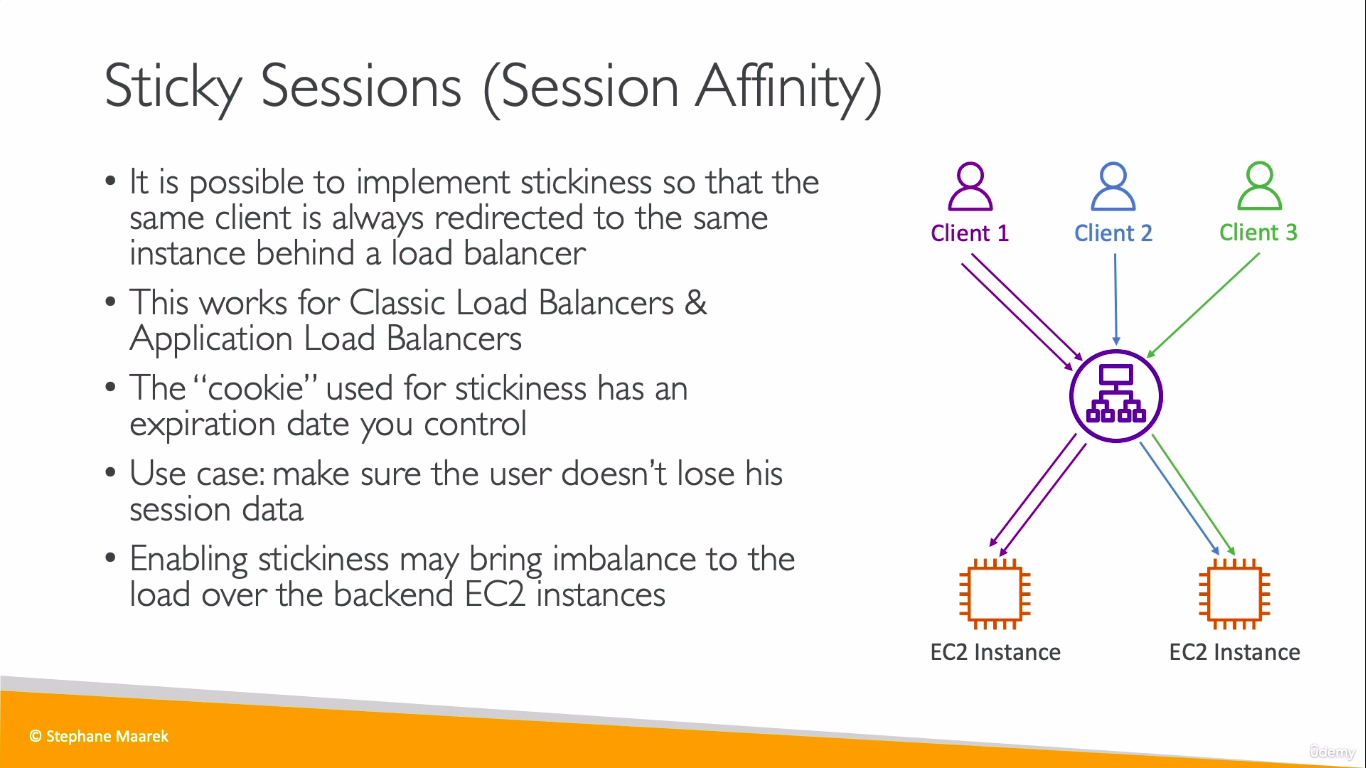 Sticky Sessions (Session Affinity)
• It is possible to implement stickiness so that the
same client is always redirected to the same
instance behind a load balancer
• This works for Classic Load Balancers &
Application Load Balancers
• The “cookie” used for stickiness has an
expiration date you control
• Use case: make sure the user doesn’t lose his
session data
• Enabling stickiness may bring imbalance to the
load over the backend EC2 instances
Client 1
Client 2
Client 3
EC2 Instance
EC2 Instance
© Stephane Maarek
ûdemy